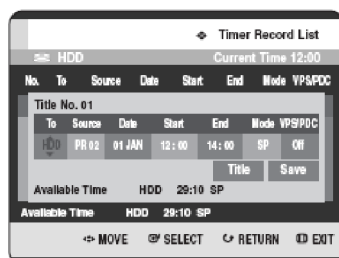 Timer Record List
HDD Current Time 12:00
No. To Source Date Start End Mode VPS/PDC
Title No. 01
To Source Date Start End Mode VPS/PDC
HDD PR 02 01 JAN 12 : 00 14 : 00 SP Off
Title Save
Available Time HDD 29:10 SP
Available Time HDD 29:10 SP
MOVE SELECT RETURN EXIT